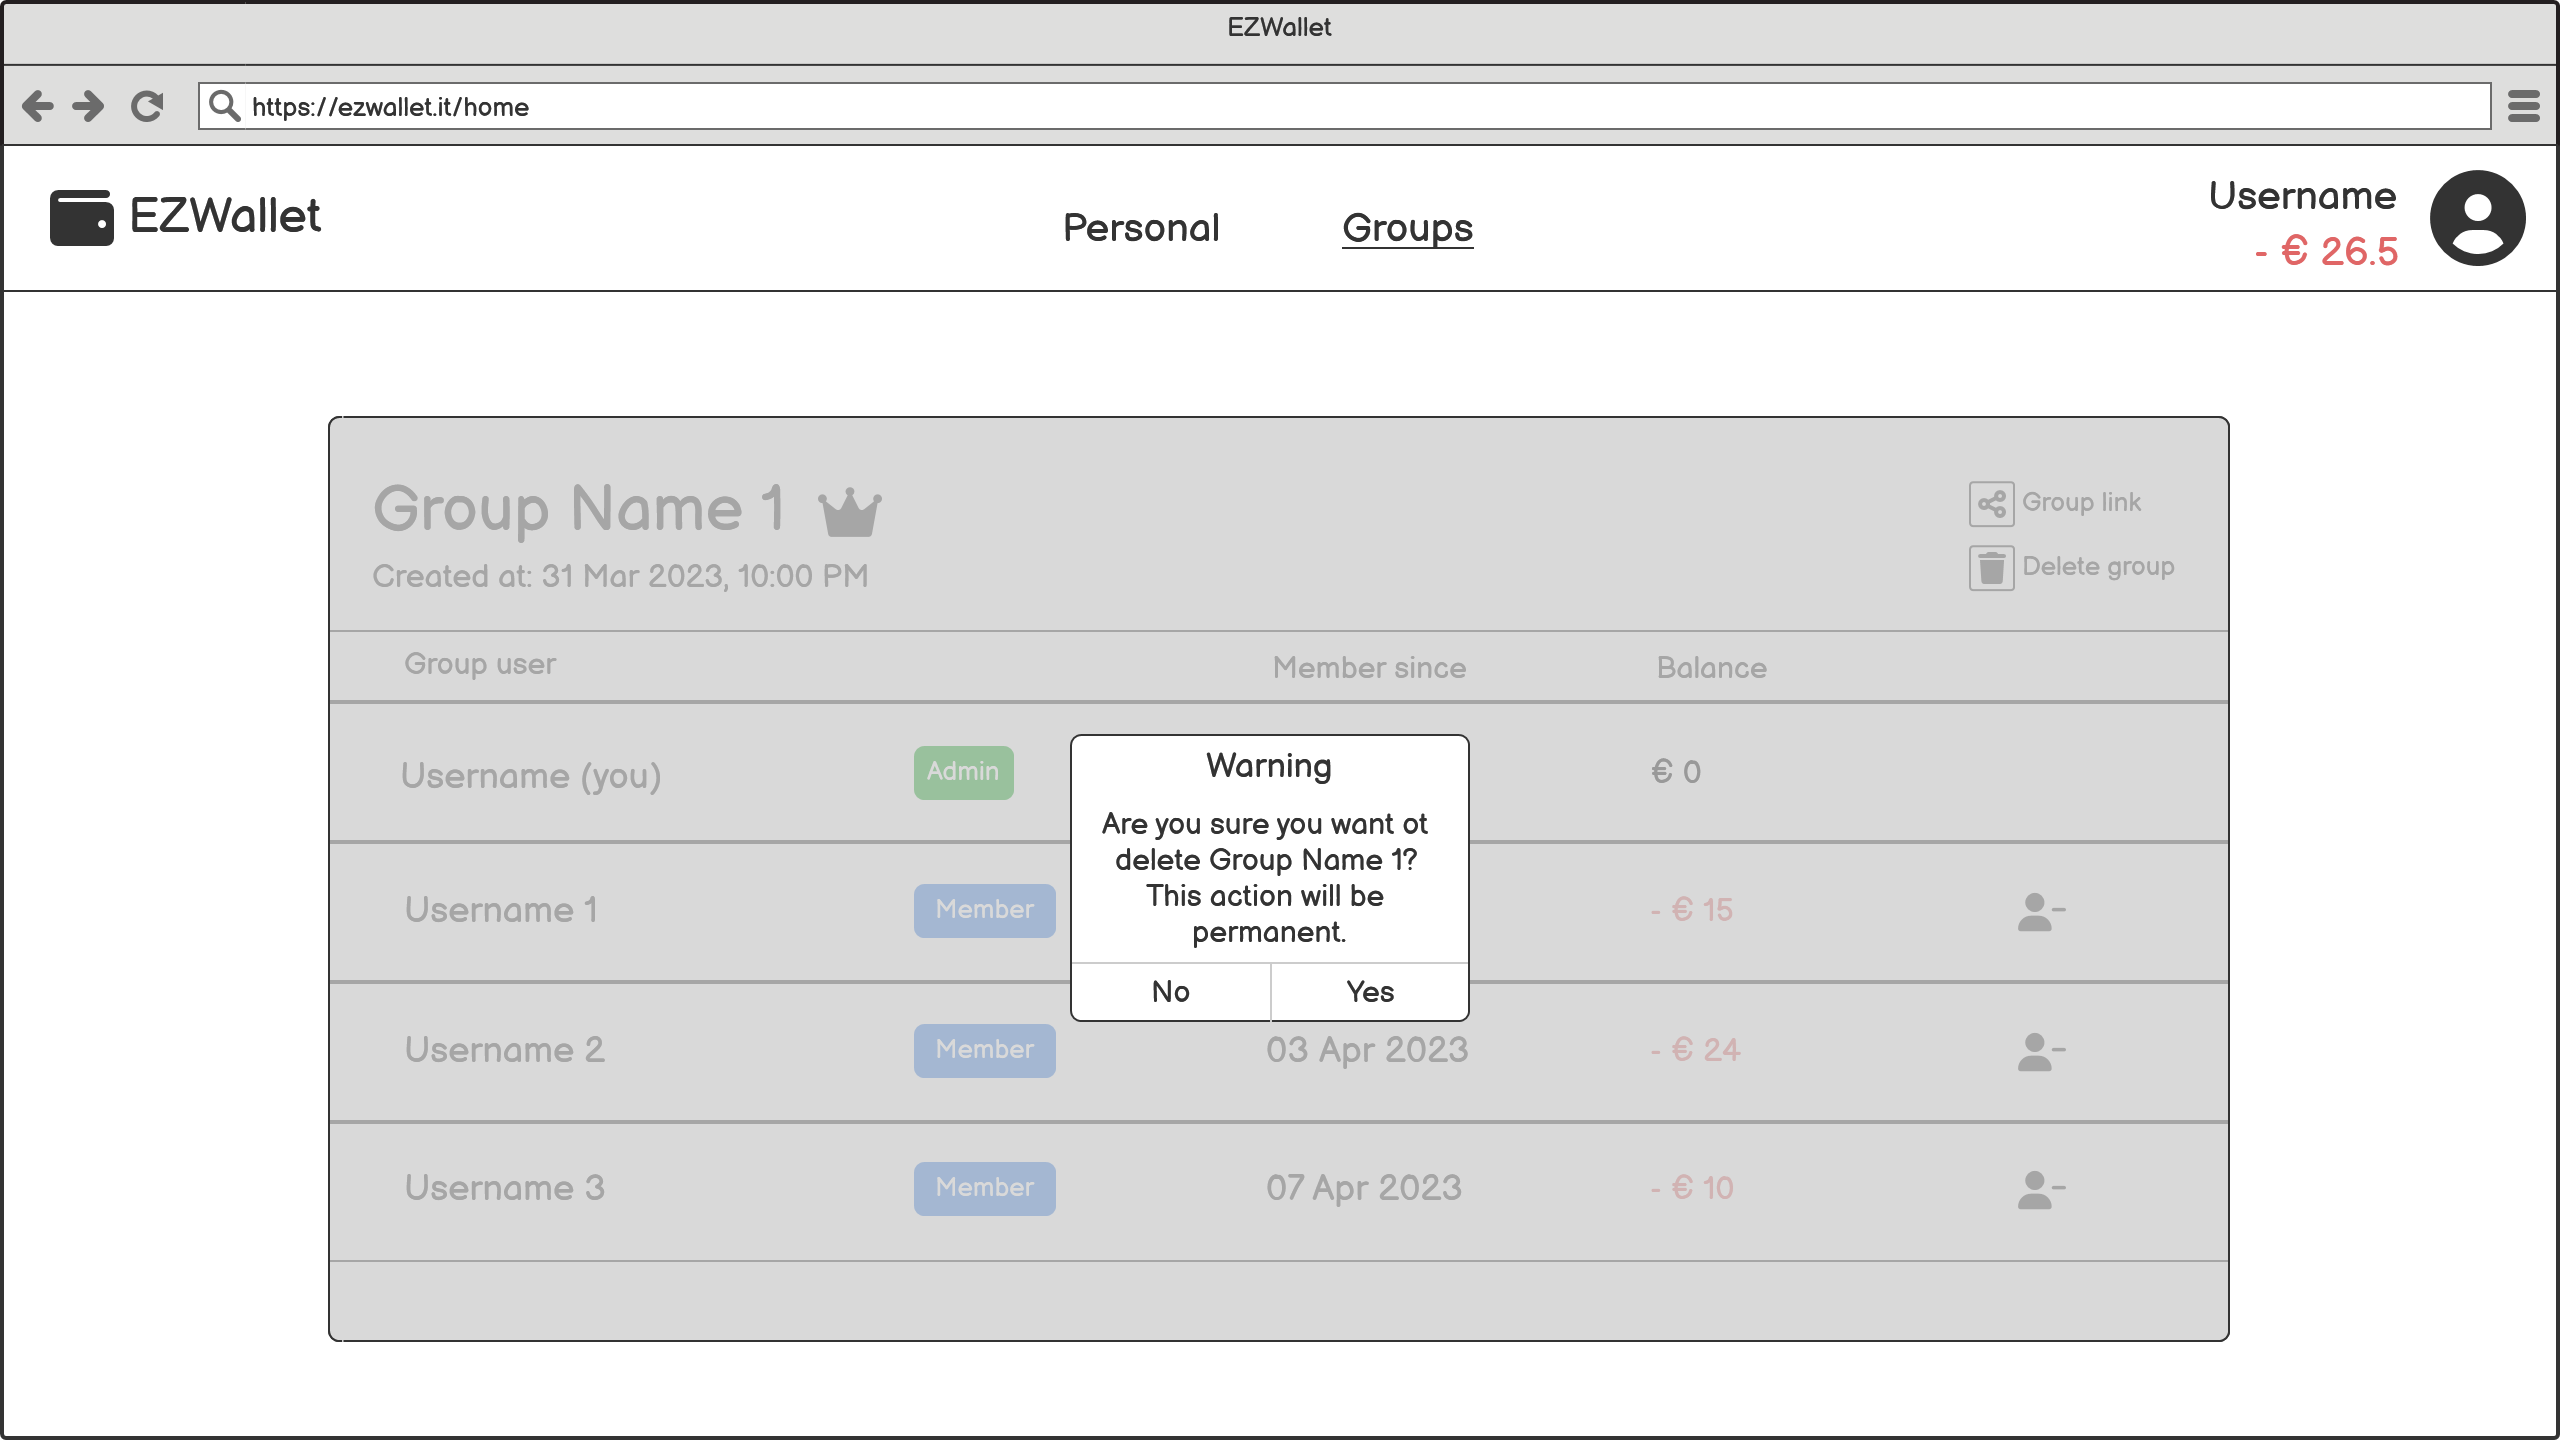 EZWallet
https://ezwallet.it/home
EZWallet
Personal Groups
Username
- € 26.5
Group Name 1
Created at: 31 Mar 2023, 10:00 PM
Group link
Delete group
Group user Member since Balance
Username (you) Admin € 0
Warning
Are you sure you want ot
delete Group Name 1?
This action will be
permanent.
No Yes
Username 1 Member - € 15
Username 2 Member 03 Apr 2023 - € 24
Username 3 Member 07 Apr 2023 - € 10